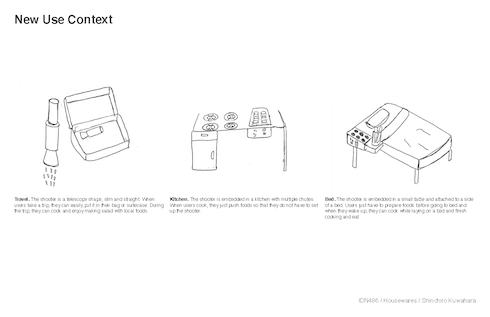 New Use Context
Travel. The shooter is a telescope shape, slim and straight. When
users take a trip, they can easily put it in their bag or suitcase. During
the trip, they can cook and enjoy making salad with local foods.
Kitchen. The shooter is embedded in a kitchen with multiple chutes.
When users cook, they just push foods so that they do not have to set
up the shooter.
Bed. The shooter is embedded in a small table and attached to a side
of a bed. Users just have to prepare foods before going to bed and
when they wake up, they can cook while laying on a bed and finish
cooking and eat.
IDN486 / Housewares / Shinichiro Kuwahara